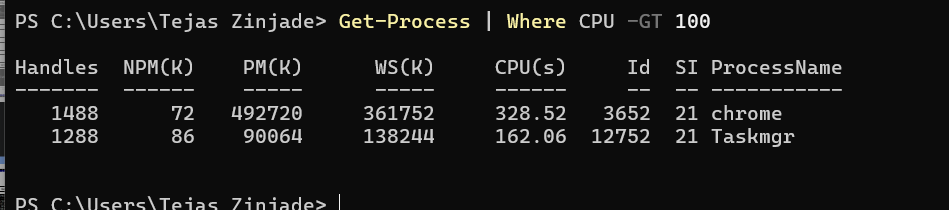 PS C:\Users\Tejas Zinjade> Get-Process | Where CPU -GT 100
Handles NPM(K) PM(K) WS(K) CPU(s) Id SI ProcessName
------- ------ ----- ----- ------ -- -- -----------
1488 72 492720 361752 328.52 3652 21 chrome
1288 86 90064 138244 162.06 12752 21 Taskmgr
PS C:\Users\Tejas Zinjade>